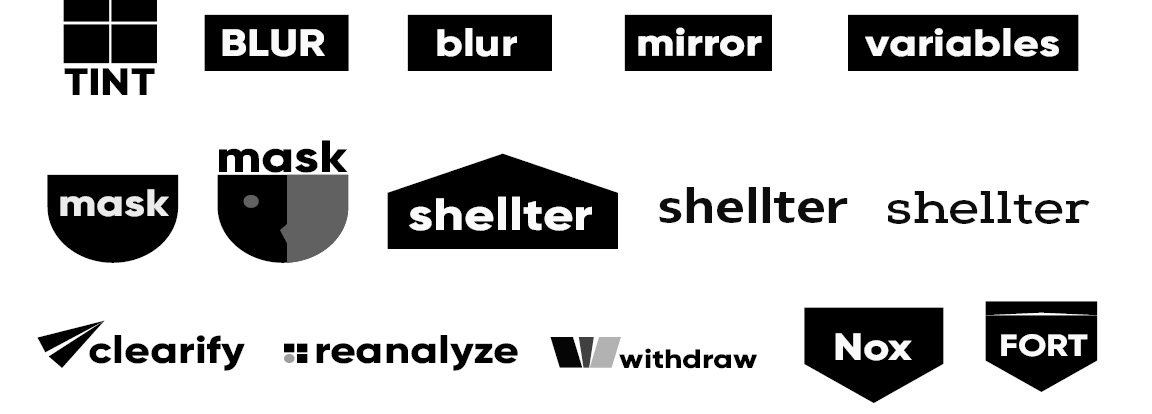 TINT
BLUR
blur
mirror
variables
mask
mask
shellter
shellter
shellter
clearify
reanalyze
withdraw
Nox
FORT